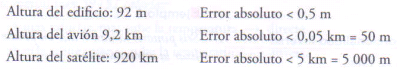 Altura del edificio: 92 m Error absoluto < 0,5 m
Altura del avión 9,2 km Error absoluto < 0,05 km = 50 m
Altura del satélite: 920 km Error absoluto < 5 km = 5 000 m